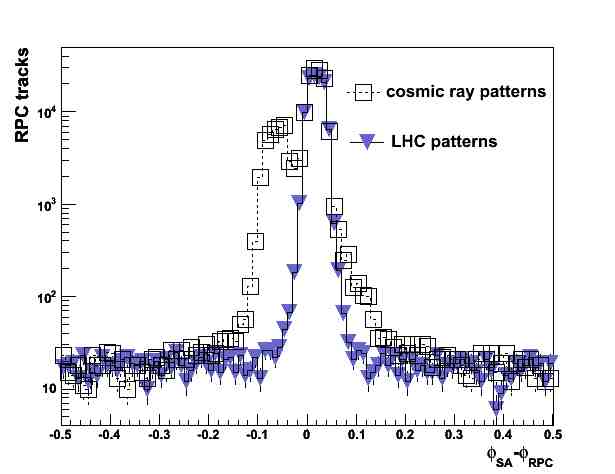 RPC tracks
10⁴
10³
10²
10
cosmic ray patterns
LHC patterns
-0.5 -0.4 -0.3 -0.2 -0.1 0 0.1 0.2 0.3 0.4 0.5
ϕSA-ϕRPC